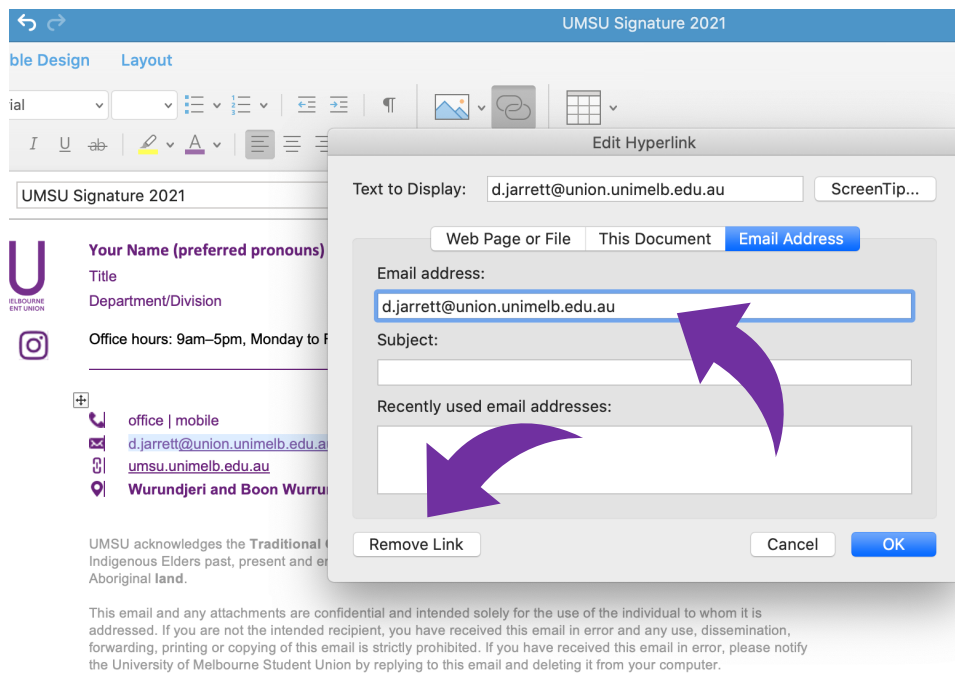 UMSU Signature 2021
ble Design Layout
ial
I U ab A
Edit Hyperlink
UMSU Signature 2021
Text to Display: d.jarrett@union.unimelb.edu.au ScreenTip...
Web Page or File This Document Email Address
Email address:
d.jarrett@union.unimelb.edu.au
Subject:
Recently used email addresses:
Remove Link Cancel OK
U
MELBOURNE
ENT UNION
Your Name (preferred pronouns)
Title
Department/Division
Office hours: 9am–5pm, Monday to F
office | mobile
d.jarrett@union.unimelb.edu.au
umsu.unimelb.edu.au
Wurundjeri and Boon Wurru
UMSU acknowledges the Traditional
Indigenous Elders past, present and e
Aboriginal land.
This email and any attachments are confidential and intended solely for the use of the individual to whom it is
addressed. If you are not the intended recipient, you have received this email in error and any use, dissemination,
forwarding, printing or copying of this email is strictly prohibited. If you have received this email in error, please notify
the University of Melbourne Student Union by replying to this email and deleting it from your computer.